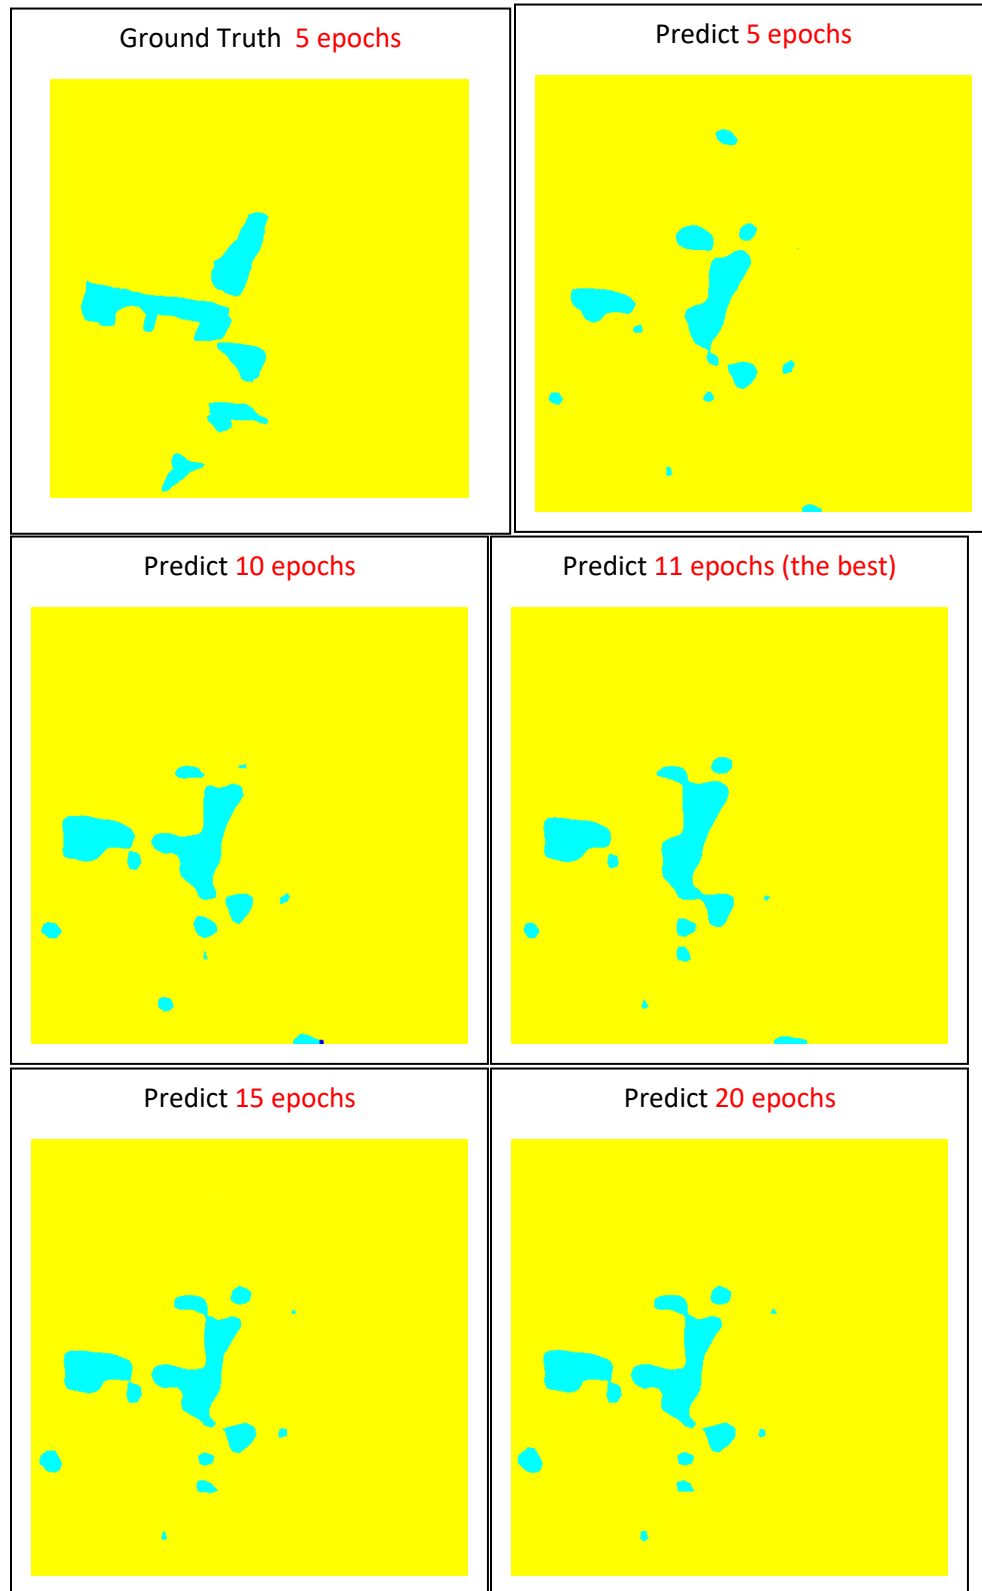 Ground Truth  5 epochs
Predict 5 epochs
Predict 10 epochs
Predict 11 epochs (the best)
Predict 15 epochs
Predict 20 epochs